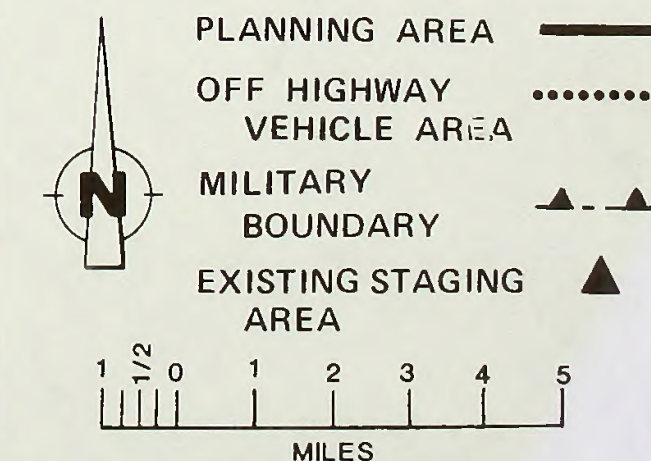 PLANNING AREA
OFF HIGHWAY
VEHICLE AREA
N
MILITARY
BOUNDARY
EXISTING STAGING
AREA
1 1/2 0 1 2 3 4 5
MILES